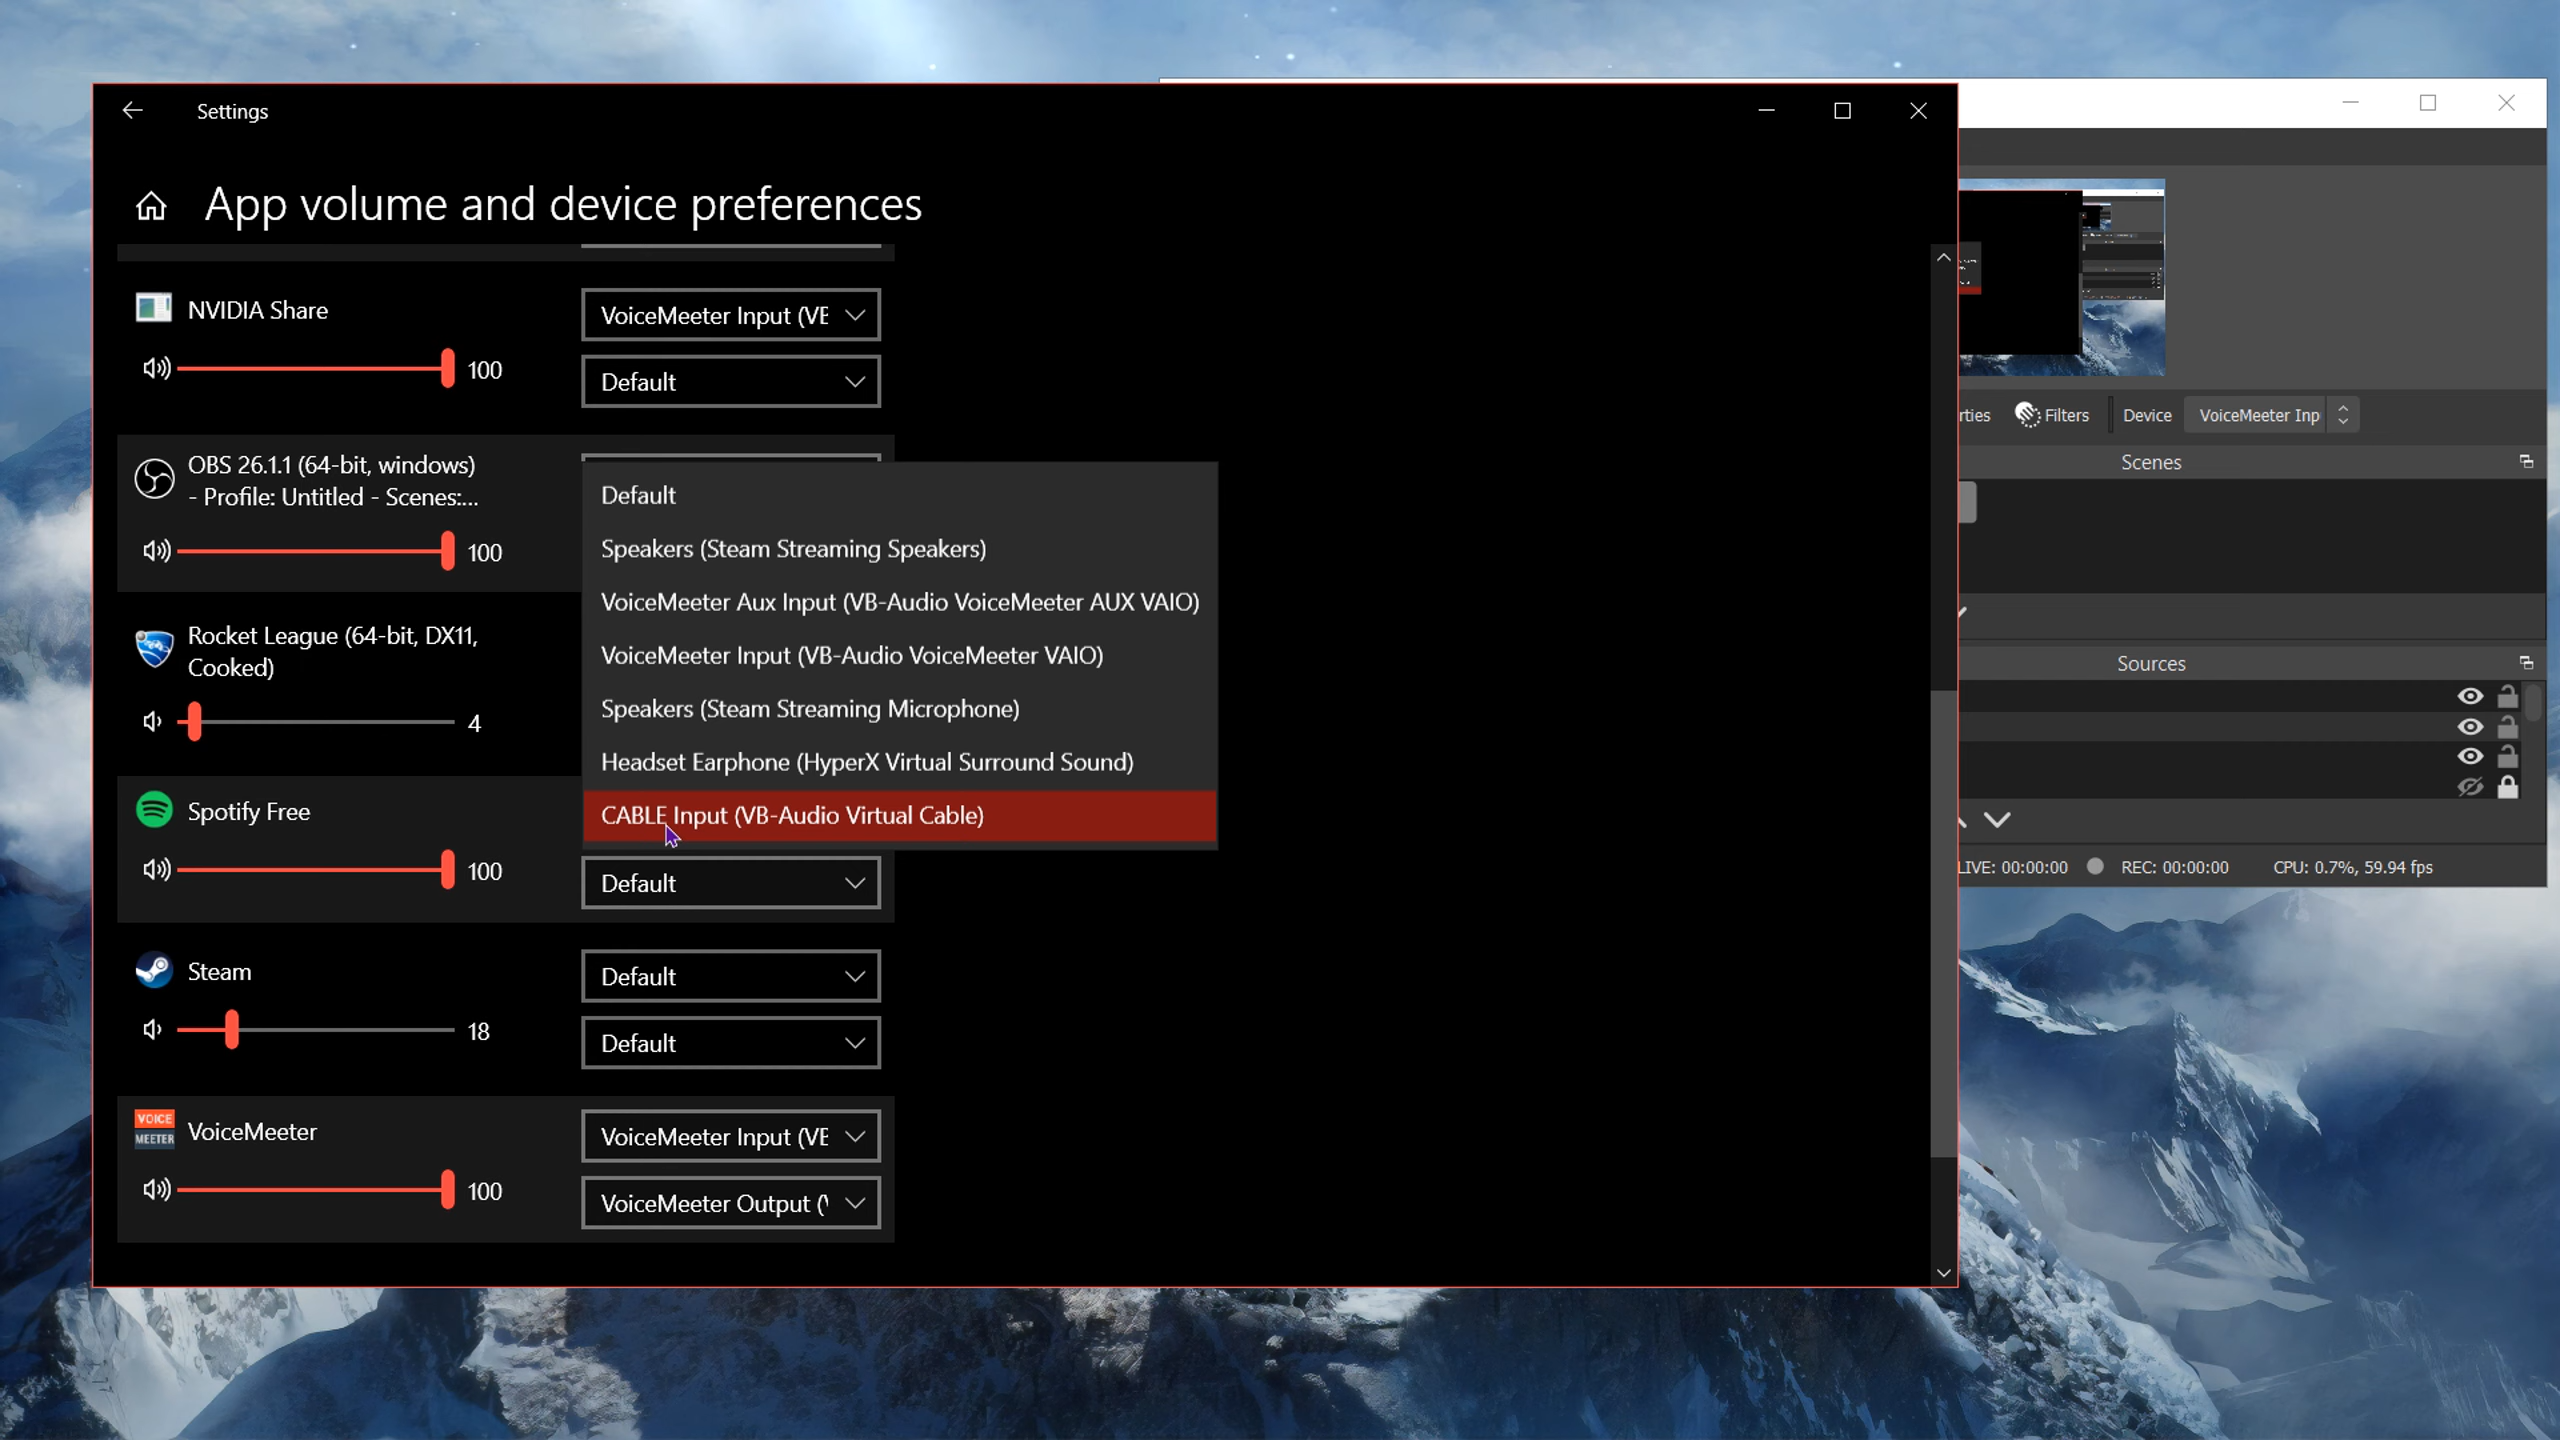 Settings
App volume and device preferences
NVIDIA Share
VoiceMeeter Input (VE
100
Default
OBS 26.1.1 (64-bit, windows)
- Profile: Untitled - Scenes:...
100
Default
Speakers (Steam Streaming Speakers)
VoiceMeeter Aux Input (VB-Audio VoiceMeeter AUX VAIO)
VoiceMeeter Input (VB-Audio VoiceMeeter VAIO)
Speakers (Steam Streaming Microphone)
Headset Earphone (HyperX Virtual Surround Sound)
CABLE Input (VB-Audio Virtual Cable)
Rocket League (64-bit, DX11,
Cooked)
4
Spotify Free
100
Default
Steam
Default
18
Default
VOICE
MEETER
VoiceMeeter
VoiceMeeter Input (VE
100
VoiceMeeter Output (
rties
Filters
Device
VoiceMeeter Inp
Scenes
Sources
LIVE: 00:00:00
REC: 00:00:00
CPU: 0.7%, 59.94 fps